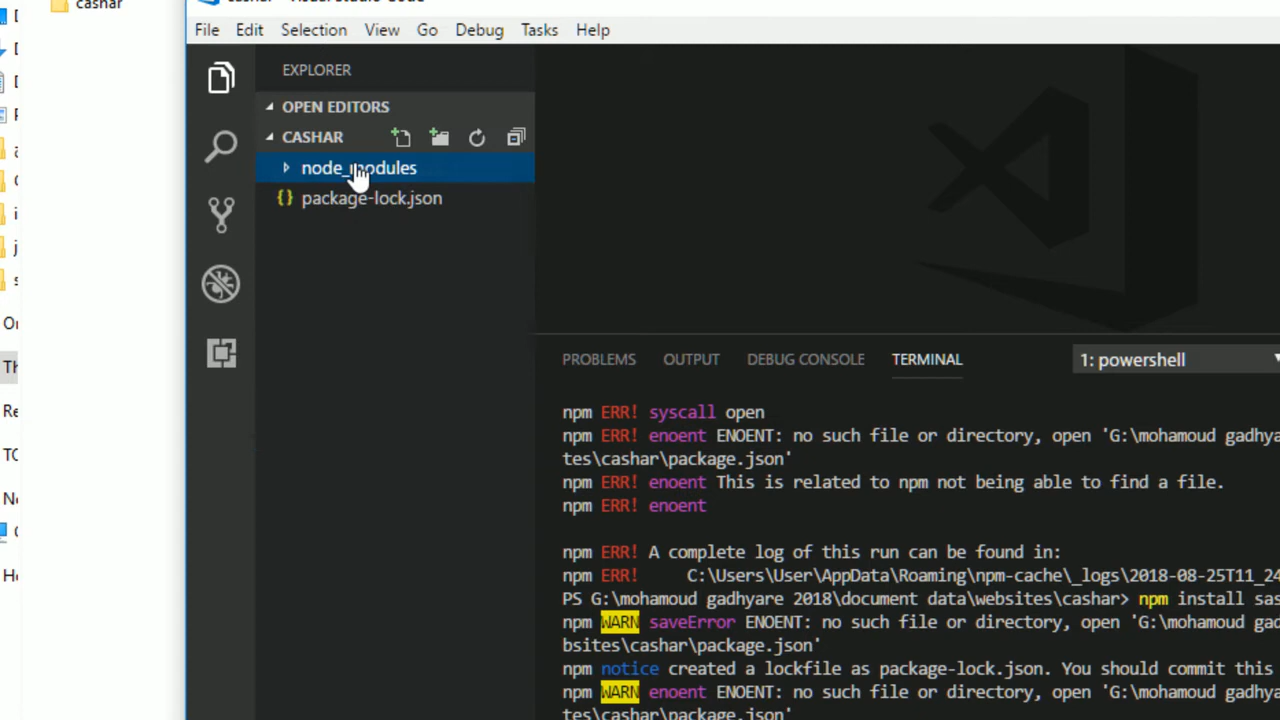 cashar
File Edit Selection View Go Debug Tasks Help
EXPLORER
OPEN EDITORS
CASHAR
node_modules
package-lock.json
PROBLEMS OUTPUT DEBUG CONSOLE TERMINAL 1: powershell
npm ERR! syscall open
npm ERR! enoent ENOENT: no such file or directory, open 'G:\mohamoud gadhya
tes\cashar\package.json'
npm ERR! enoent This is related to npm not being able to find a file.
npm ERR! enoent
npm ERR! A complete log of this run can be found in:
npm ERR! C:\Users\User\AppData\Roaming\npm-cache\_logs\2018-08-25T11_24
PS G:\mohamoud gadhyare 2018\document data\websites\cashar> npm install sas
npm WARN saveError ENOENT: no such file or directory, open 'G:\mohamoud gad
bsites\cashar\package.json'
npm notice created a lockfile as package-lock.json. You should commit this
npm WARN enoent ENOENT: no such file or directory, open 'G:\mohamoud gadhya
tes\cashar\package.json'